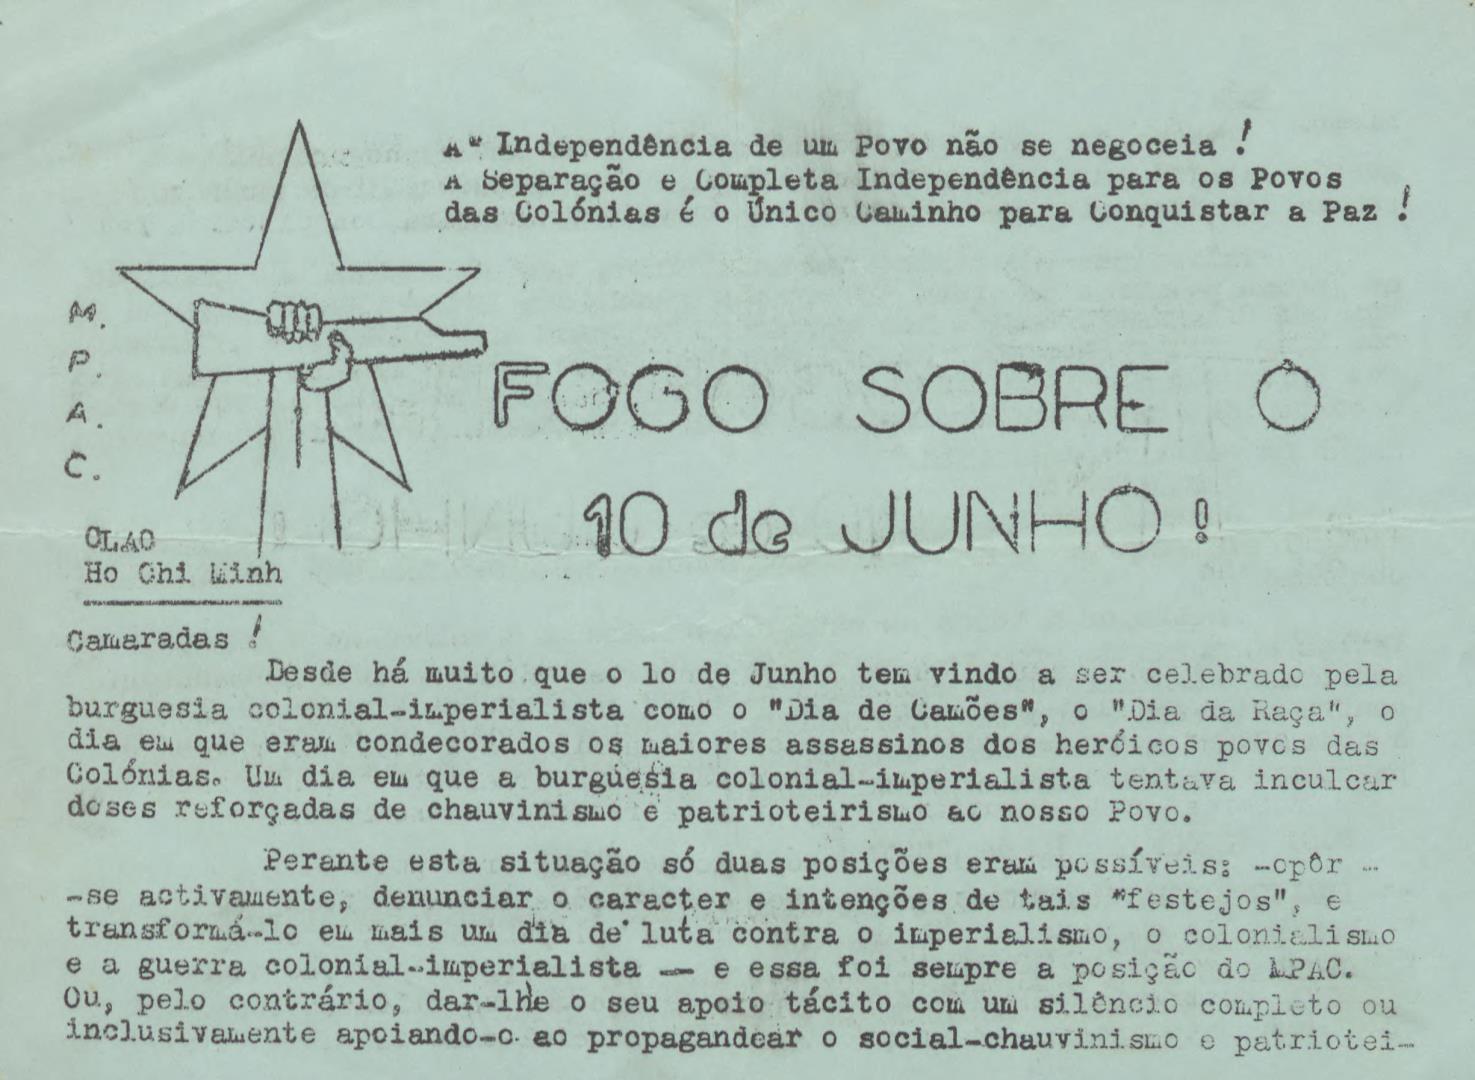 A" Independência de um Povo não se negoceia !
A Separação e Completa Independência para os Povos
das Colónias é o Único Caminho para Conquistar a Paz !
M.
P.
A.
C.
FOGO SOBRE O
10 de JUNHO !
CLAC
Ho Chi Minh
Camaradas !
Desde há muito que o 10 de Junho tem vindo a ser celebrado pela
burguesia colonial-imperialista como o "Dia de Camões", o "Dia da Raça", o
dia em que eram condecorados os maiores assassinos dos heróicos povos das
Colónias. Um dia em que a burguesia colonial-imperialista tentava inculcar
doses reforçadas de chauvinismo e patrioteirismo ao nosso Povo.
Perante esta situação só duas posições eram possíveis: -opôr -
-se activamente, denunciar o caracter e intenções de tais "festejos", e
transformá-lo em mais um dia de luta contra o imperialismo, o colonialismo
e a guerra colonial-imperialista — e essa foi sempre a posição do MPAC.
Ou, pelo contrário, dar-lhe o seu apoio tácito com um silêncio completo ou
inclusivamente apoiando-o ao propagandear o social-chauvinismo e patriotei-